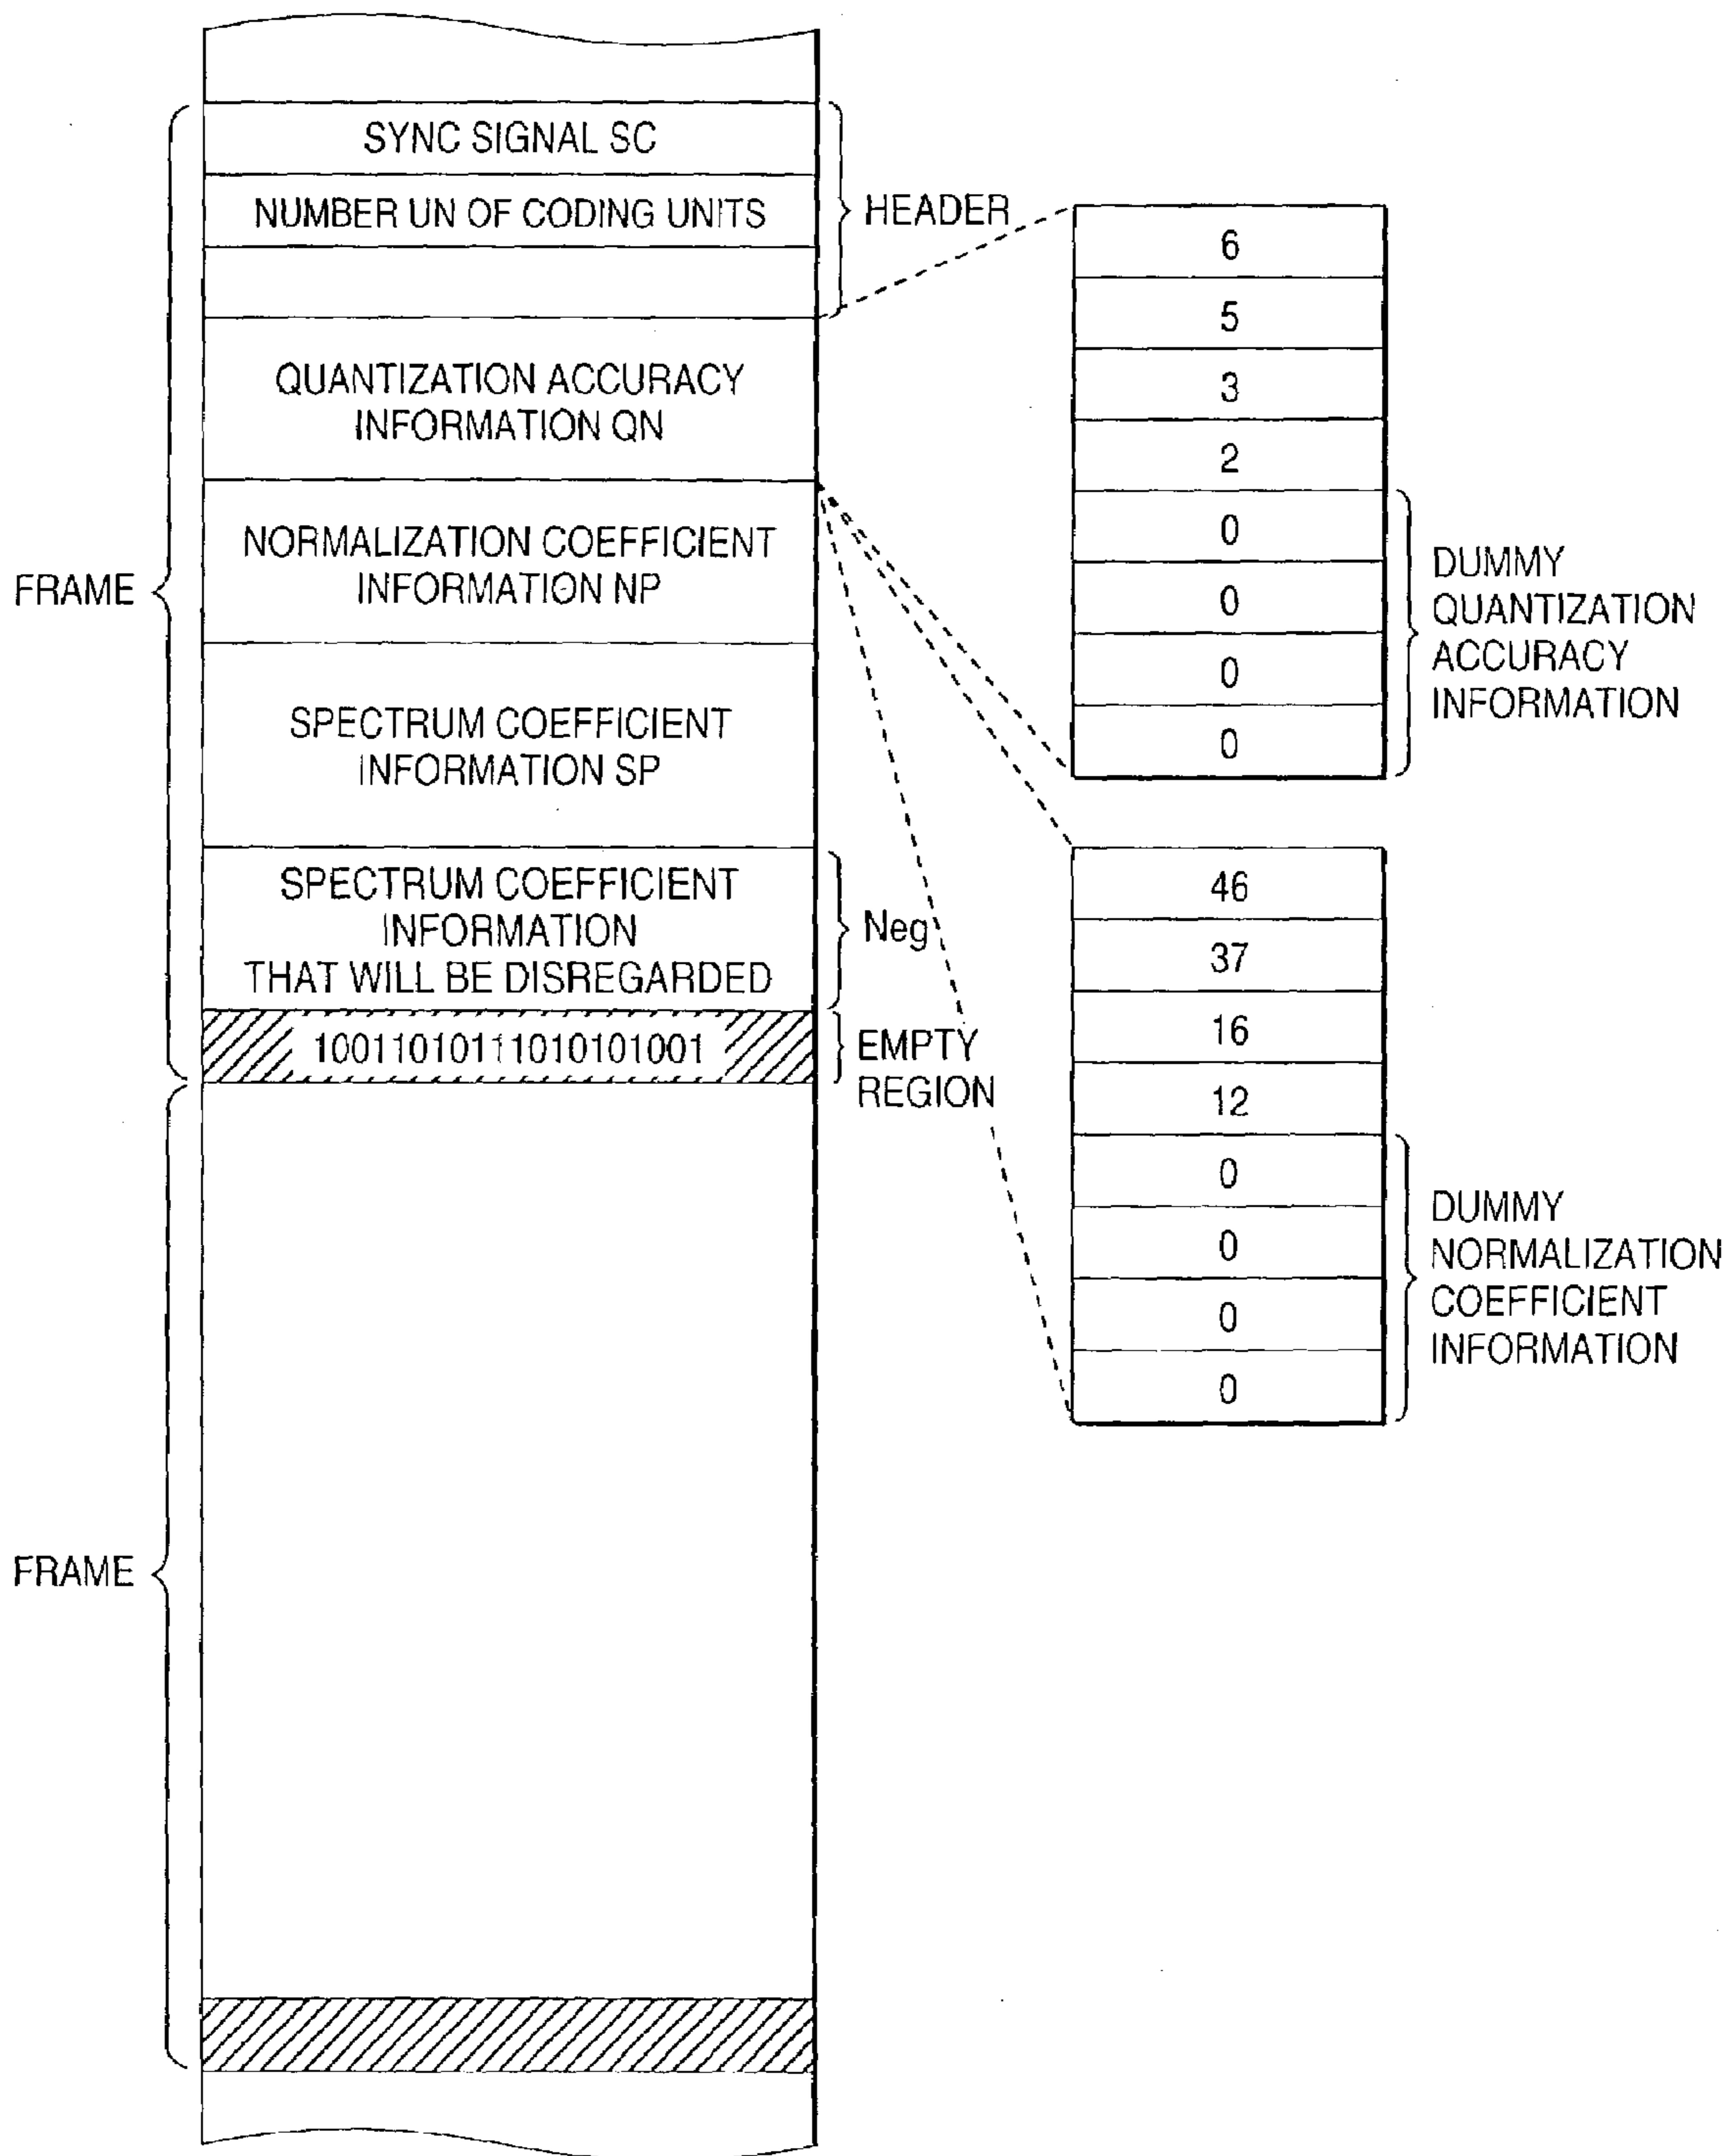 SYNC SIGNAL SC
NUMBER UN OF CODING UNITS
HEADER
QUANTIZATION ACCURACY
INFORMATION QN
NORMALIZATION COEFFICIENT
INFORMATION NP
SPECTRUM COEFFICIENT
INFORMATION SP
SPECTRUM COEFFICIENT
INFORMATION
THAT WILL BE DISREGARDED
Neg
10011010111010101001
EMPTY
REGION
FRAME
FRAME
6
5
3
2
0
0
0
0
DUMMY
QUANTIZATION
ACCURACY
INFORMATION
46
37
16
12
0
0
0
0
DUMMY
NORMALIZATION
COEFFICIENT
INFORMATION